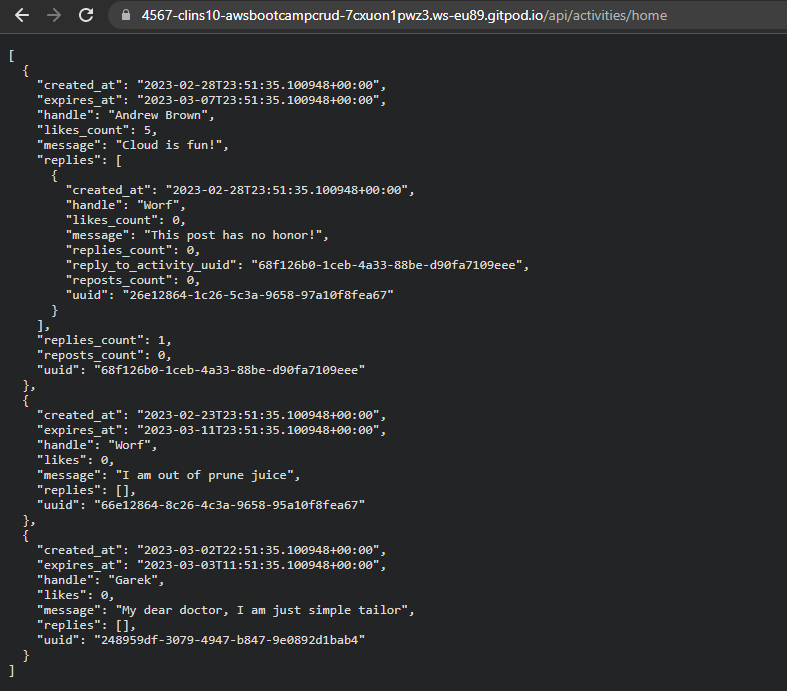 4567-clins10-awsbootcampcrud-7cxuon1pwz3.ws-eu89.gitpod.io/api/activities/home
[
  {
    "created_at": "2023-02-28T23:51:35.100948+00:00",
    "expires_at": "2023-03-07T23:51:35.100948+00:00",
    "handle": "Andrew Brown",
    "likes_count": 5,
    "message": "Cloud is fun!",
    "replies": [
      {
        "created_at": "2023-02-28T23:51:35.100948+00:00",
        "handle": "Worf",
        "likes_count": 0,
        "message": "This post has no honor!",
        "replies_count": 0,
        "reply_to_activity_uuid": "68f126b0-1ceb-4a33-88be-d90fa7109eee",
        "reposts_count": 0,
        "uuid": "26e12864-1c26-5c3a-9658-97a10f8fea67"
      }
    ],
    "replies_count": 1,
    "reposts_count": 0,
    "uuid": "68f126b0-1ceb-4a33-88be-d90fa7109eee"
  },
  {
    "created_at": "2023-02-23T23:51:35.100948+00:00",
    "expires_at": "2023-03-11T23:51:35.100948+00:00",
    "handle": "Worf",
    "likes": 0,
    "message": "I am out of prune juice",
    "replies": [],
    "uuid": "66e12864-8c26-4c3a-9658-95a10f8fea67"
  },
  {
    "created_at": "2023-03-02T22:51:35.100948+00:00",
    "expires_at": "2023-03-03T11:51:35.100948+00:00",
    "handle": "Garek",
    "likes": 0,
    "message": "My dear doctor, I am just simple tailor",
    "replies": [],
    "uuid": "248959df-3079-4947-b847-9e0892d1bab4"
  }
]